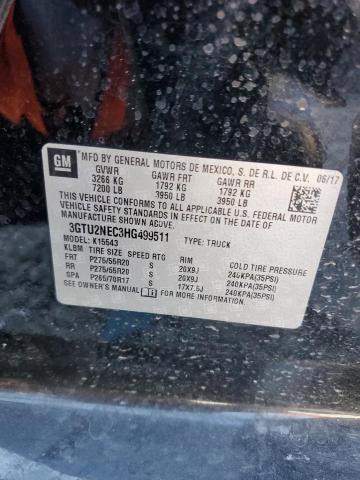 GM MFD BY GENERAL MOTORS DE MEXICO, S. DE R.L. DE C.V. 06/17
GVWR GAWR FRT GAWR RR
3266 KG 1792 KG 1792 KG
7200 LB 3950 LB 3950 LB
THIS VEHICLE CONFORMS TO ALL APPLICABLE U.S. FEDERAL MOTOR
VEHICLE SAFETY STANDARDS IN EFFECT ON THE DATE OF
MANUFACTURE SHOWN ABOVE.
3GTU2NEC3HG499511 TYPE: TRUCK
MODEL: K15543
TIRE SIZE SPEED RTG RIM COLD TIRE PRESSURE
FRT P275/55R20 S 20X9J 240KPA(35PSI)
RR P275/55R20 S 20X9J 240KPA(35PSI)
SPA P265/70R17 S 17X7.5J 240KPA(35PSI)
SEE OWNER'S MANUAL FOR MORE INFORMATION.